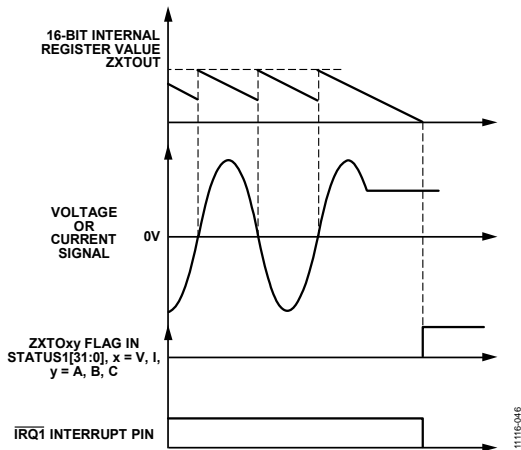 16-BIT INTERNAL
REGISTER VALUE
ZXTOUT
VOLTAGE
OR
CURRENT
SIGNAL
0V
ZXTOxy FLAG IN
STATUS1[31:0], x = V, I,
y = A, B, C
IRQ1 INTERRUPT PIN
11116-046